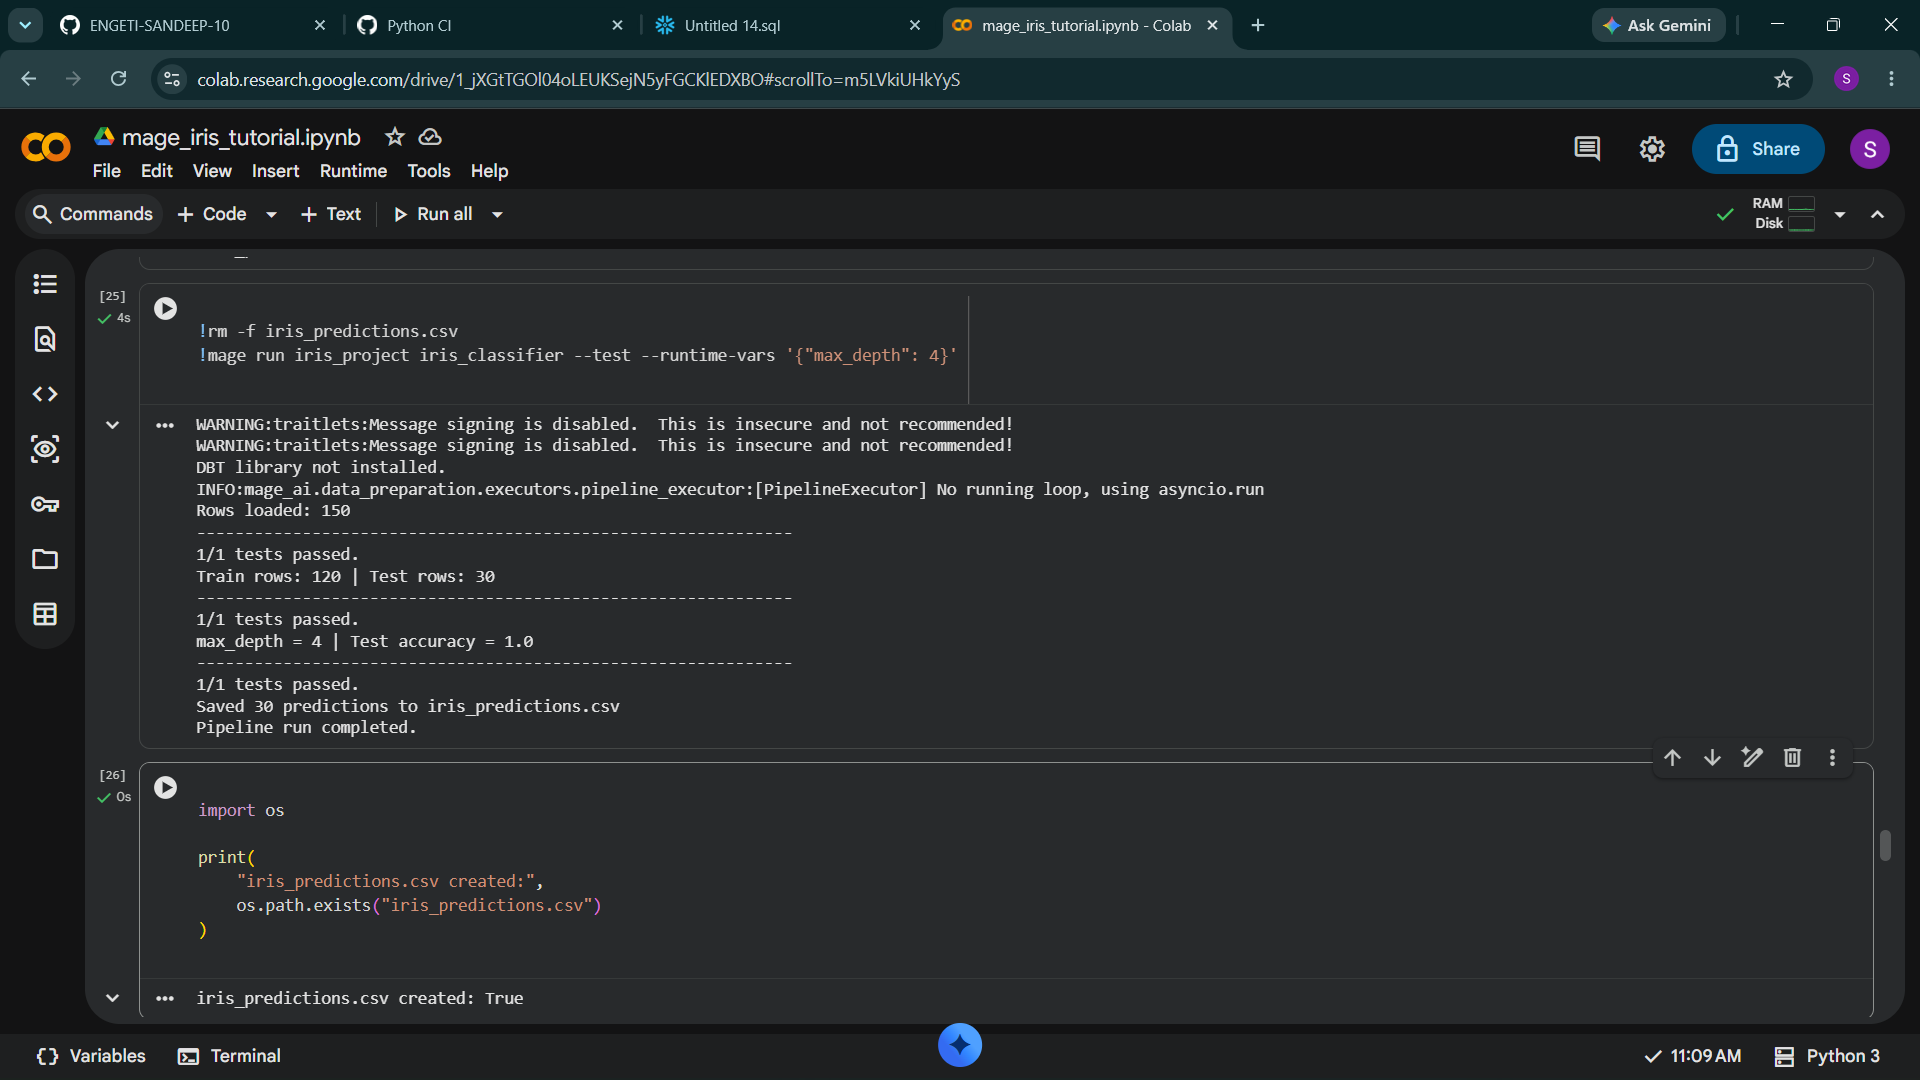 ENGETI-SANDEEP-10
Python CI
Untitled 14.sql
mage_iris_tutorial.ipynb - Colab
Ask Gemini
colab.research.google.com/drive/1_jXGtTGOl04oLEUKSejN5yFGCKlEDXBO#scrollTo=m5LVkiUHkYyS
S
mage_iris_tutorial.ipynb
File Edit View Insert Runtime Tools Help
Share
S
Commands + Code + Text Run all
RAM
Disk
[25]
4s
!rm -f iris_predictions.csv
!mage run iris_project iris_classifier --test --runtime-vars '{"max_depth": 4}'
WARNING:traitlets:Message signing is disabled.  This is insecure and not recommended!
WARNING:traitlets:Message signing is disabled.  This is insecure and not recommended!
DBT library not installed.
INFO:mage_ai.data_preparation.executors.pipeline_executor:[PipelineExecutor] No running loop, using asyncio.run
Rows loaded: 150
--------------------------------------------------------------
1/1 tests passed.
Train rows: 120 | Test rows: 30
--------------------------------------------------------------
1/1 tests passed.
max_depth = 4 | Test accuracy = 1.0
--------------------------------------------------------------
1/1 tests passed.
Saved 30 predictions to iris_predictions.csv
Pipeline run completed.
[26]
0s
import os
print(
"iris_predictions.csv created:",
os.path.exists("iris_predictions.csv")
)
iris_predictions.csv created: True
Variables
Terminal
11:09 AM
Python 3